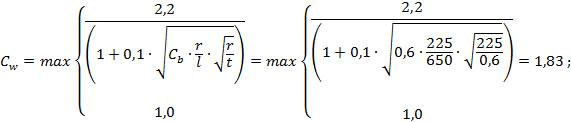 C_w = max { 2,2 / (1 + 0,1 · √(C_b · r/l · √(r/t))) ; 1,0 = max { 2,2 / (1 + 0,1 · √(0,6 · 225/650 · √(225/0,6))) ; 1,0 = 1,83 ;